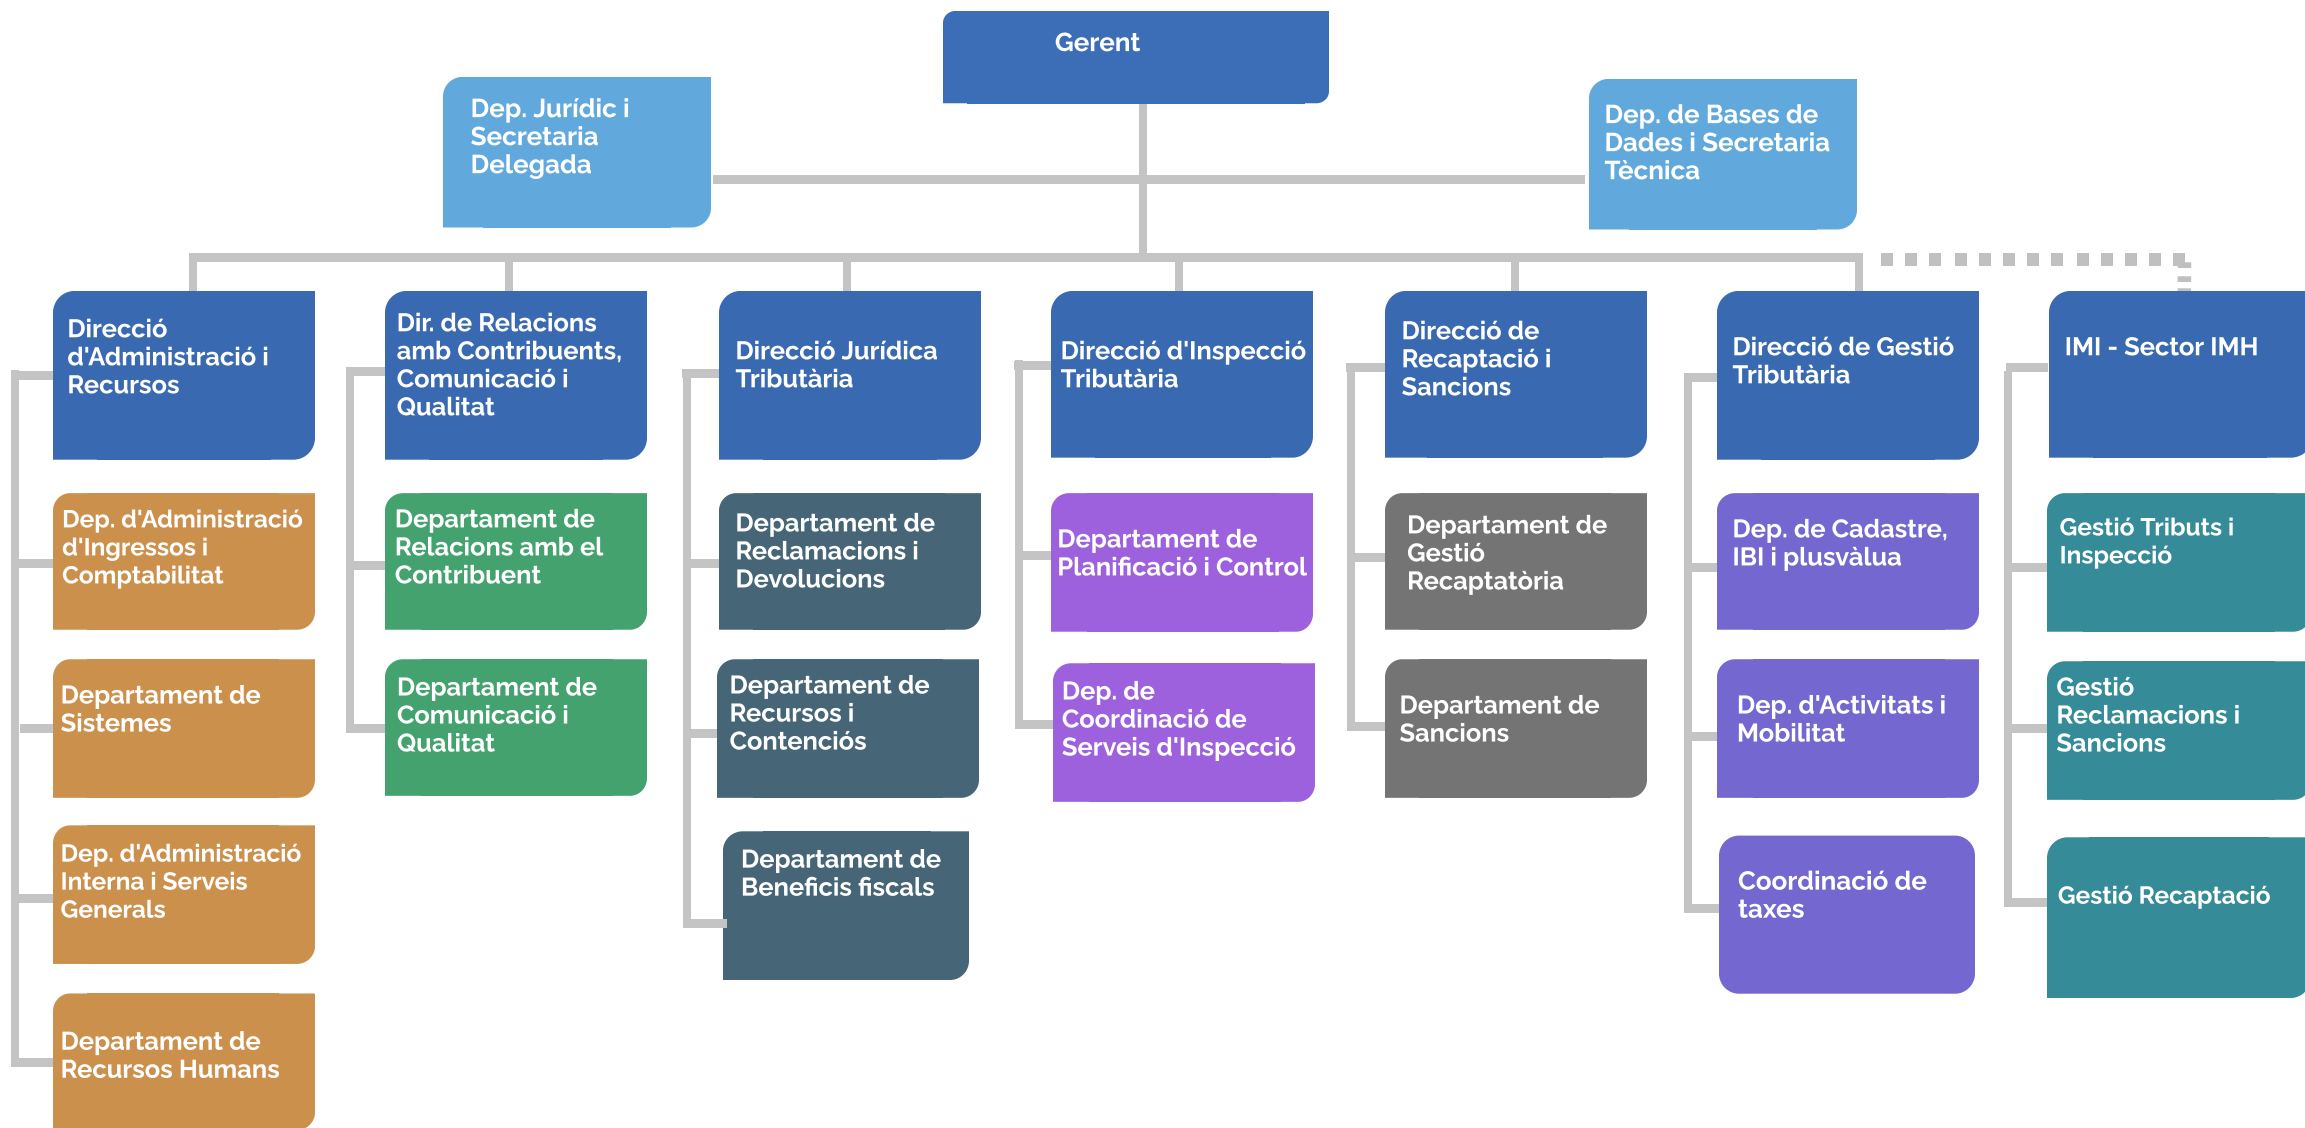 Gerent
Dep. Jurídic i
Secretaria
Delegada
Dep. de Bases de
Dades i Secretaria
Tècnica
Direcció
d'Administració i
Recursos
Dir. de Relacions
amb Contribuents,
Comunicació i
Qualitat
Direcció Jurídica
Tributària
Direcció d'Inspecció
Tributària
Direcció de
Recaptació i
Sancions
Direcció de Gestió
Tributària
IMI - Sector IMH
Dep. d'Administració
d'Ingressos i
Comptabilitat
Departament de
Relacions amb el
Contribuent
Departament de
Reclamacions i
Devolucions
Departament de
Planificació i Control
Departament de
Gestió
Recaptatòria
Dep. de Cadastre,
IBI i plusvàlua
Gestió Tributs i
Inspecció
Departament de
Sistemes
Departament de
Comunicació i
Qualitat
Departament de
Recursos i
Contenciós
Dep. de
Coordinació de
Serveis d'Inspecció
Departament de
Sancions
Dep. d'Activitats i
Mobilitat
Gestió
Reclamacions i
Sancions
Dep. d'Administració
Interna i Serveis
Generals
Departament de
Beneficis fiscals
Coordinació de
taxes
Gestió Recaptació
Departament de
Recursos Humans